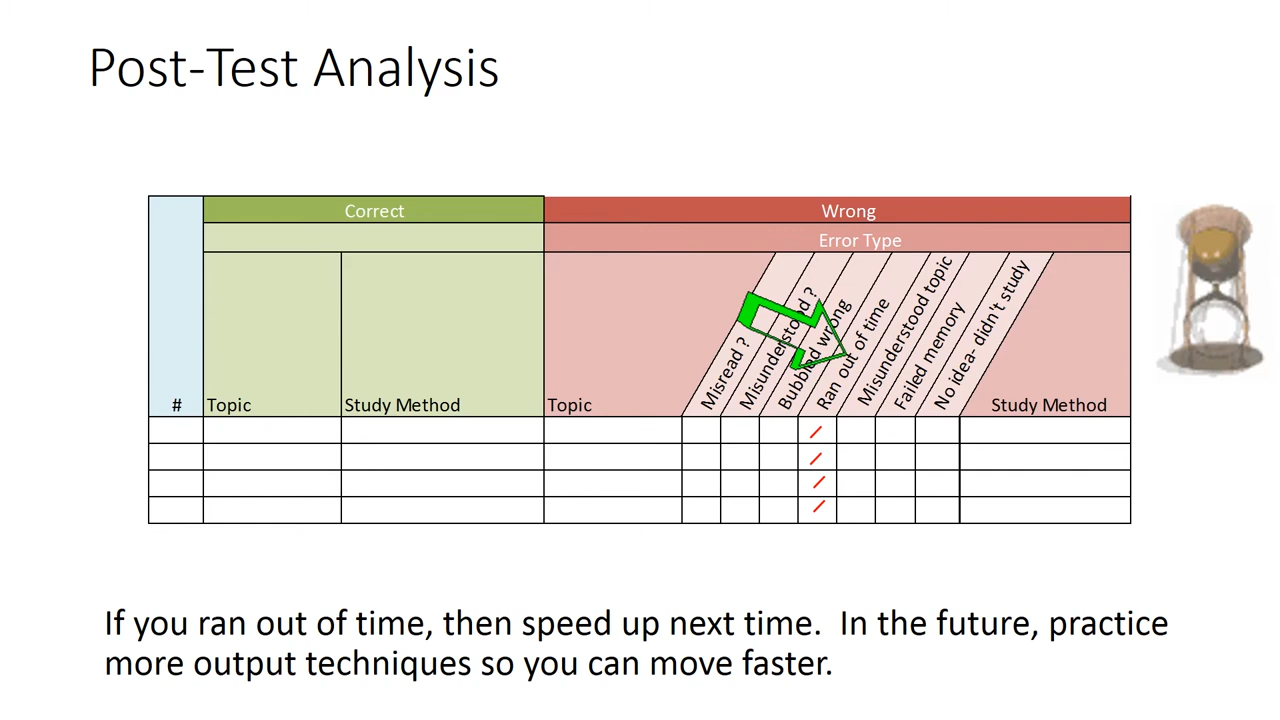 Post-Test Analysis
Correct
Wrong
Error Type
#
Topic
Study Method
Topic
Misread ?
Misunderstood ?
Bubbled wrong
Ran out of time
Misunderstood topic
Failed memory
No idea- didn't study
Study Method
If you ran out of time, then speed up next time.  In the future, practice
more output techniques so you can move faster.